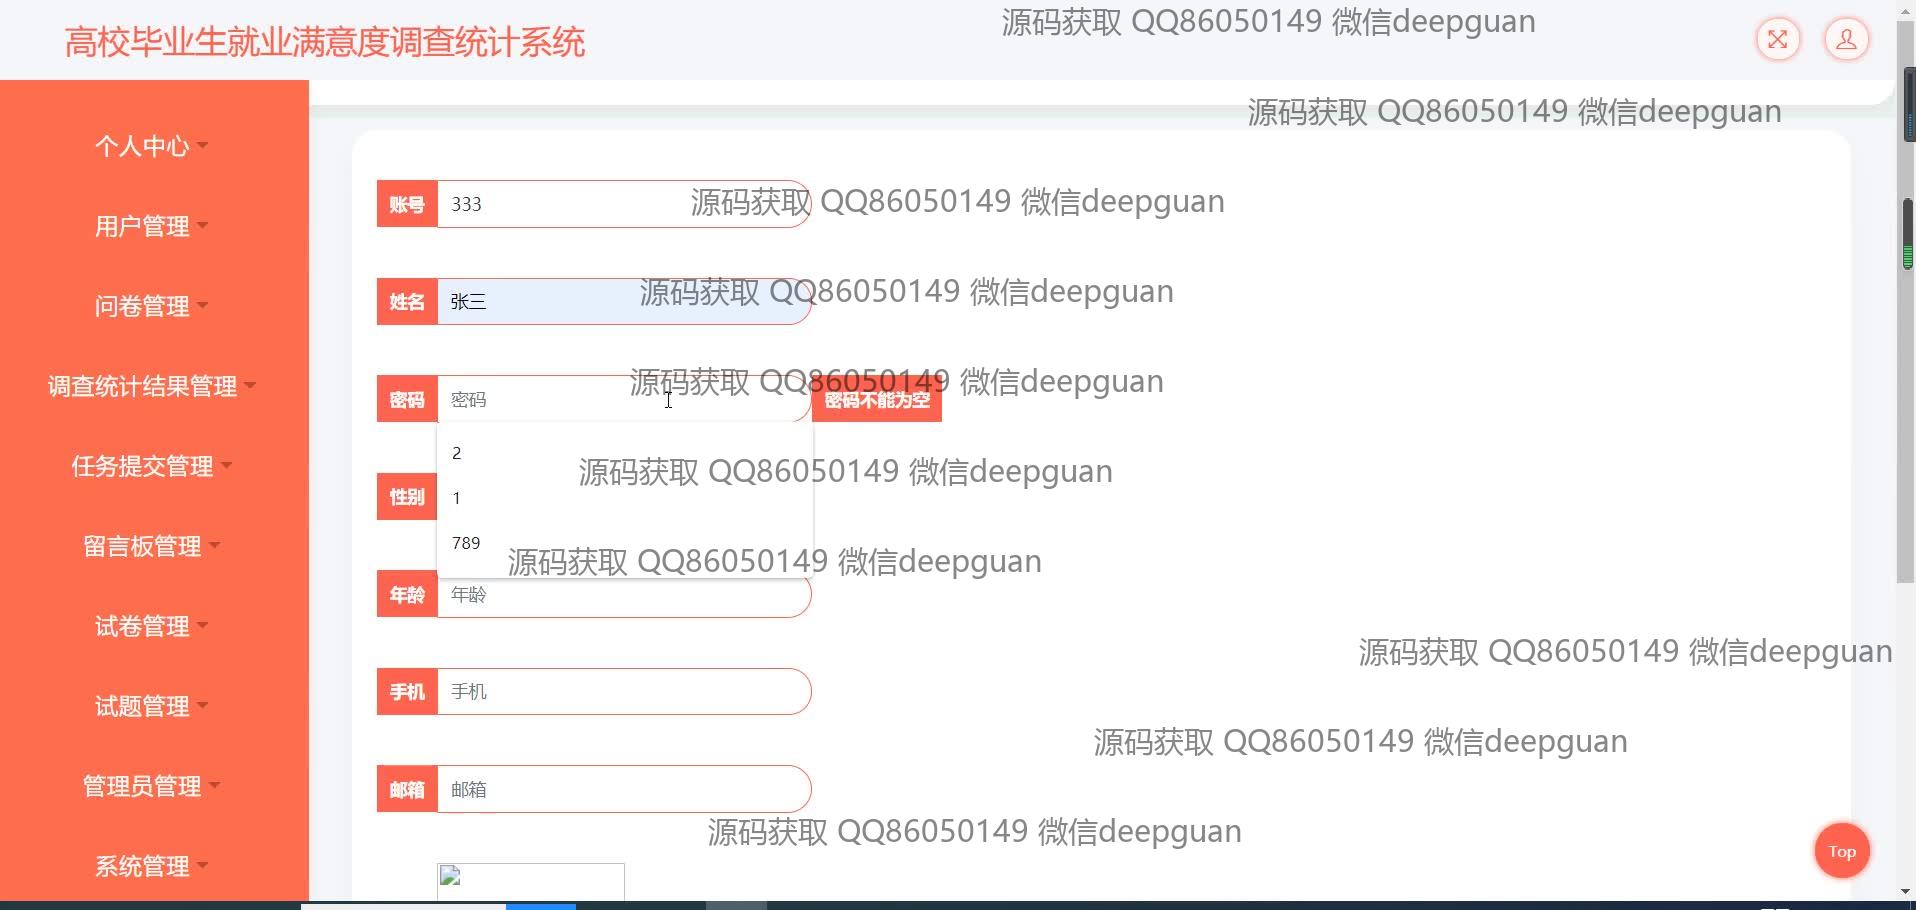 高校毕业生就业满意度调查统计系统
源码获取 QQ86050149 微信deepguan
源码获取 QQ86050149 微信deepguan
个人中心
用户管理
问卷管理
调查统计结果管理
任务提交管理
留言板管理
试卷管理
试题管理
管理员管理
系统管理
账号 333
源码获取 QQ86050149 微信deepguan
姓名 张三
源码获取 QQ86050149 微信deepguan
密码 密码 密码不能为空
源码获取 QQ86050149 微信deepguan
2
源码获取 QQ86050149 微信deepguan
性别
1
789
源码获取 QQ86050149 微信deepguan
年龄 年龄
源码获取 QQ86050149 微信deepguan
手机 手机
源码获取 QQ86050149 微信deepguan
邮箱 邮箱
源码获取 QQ86050149 微信deepguan
Top